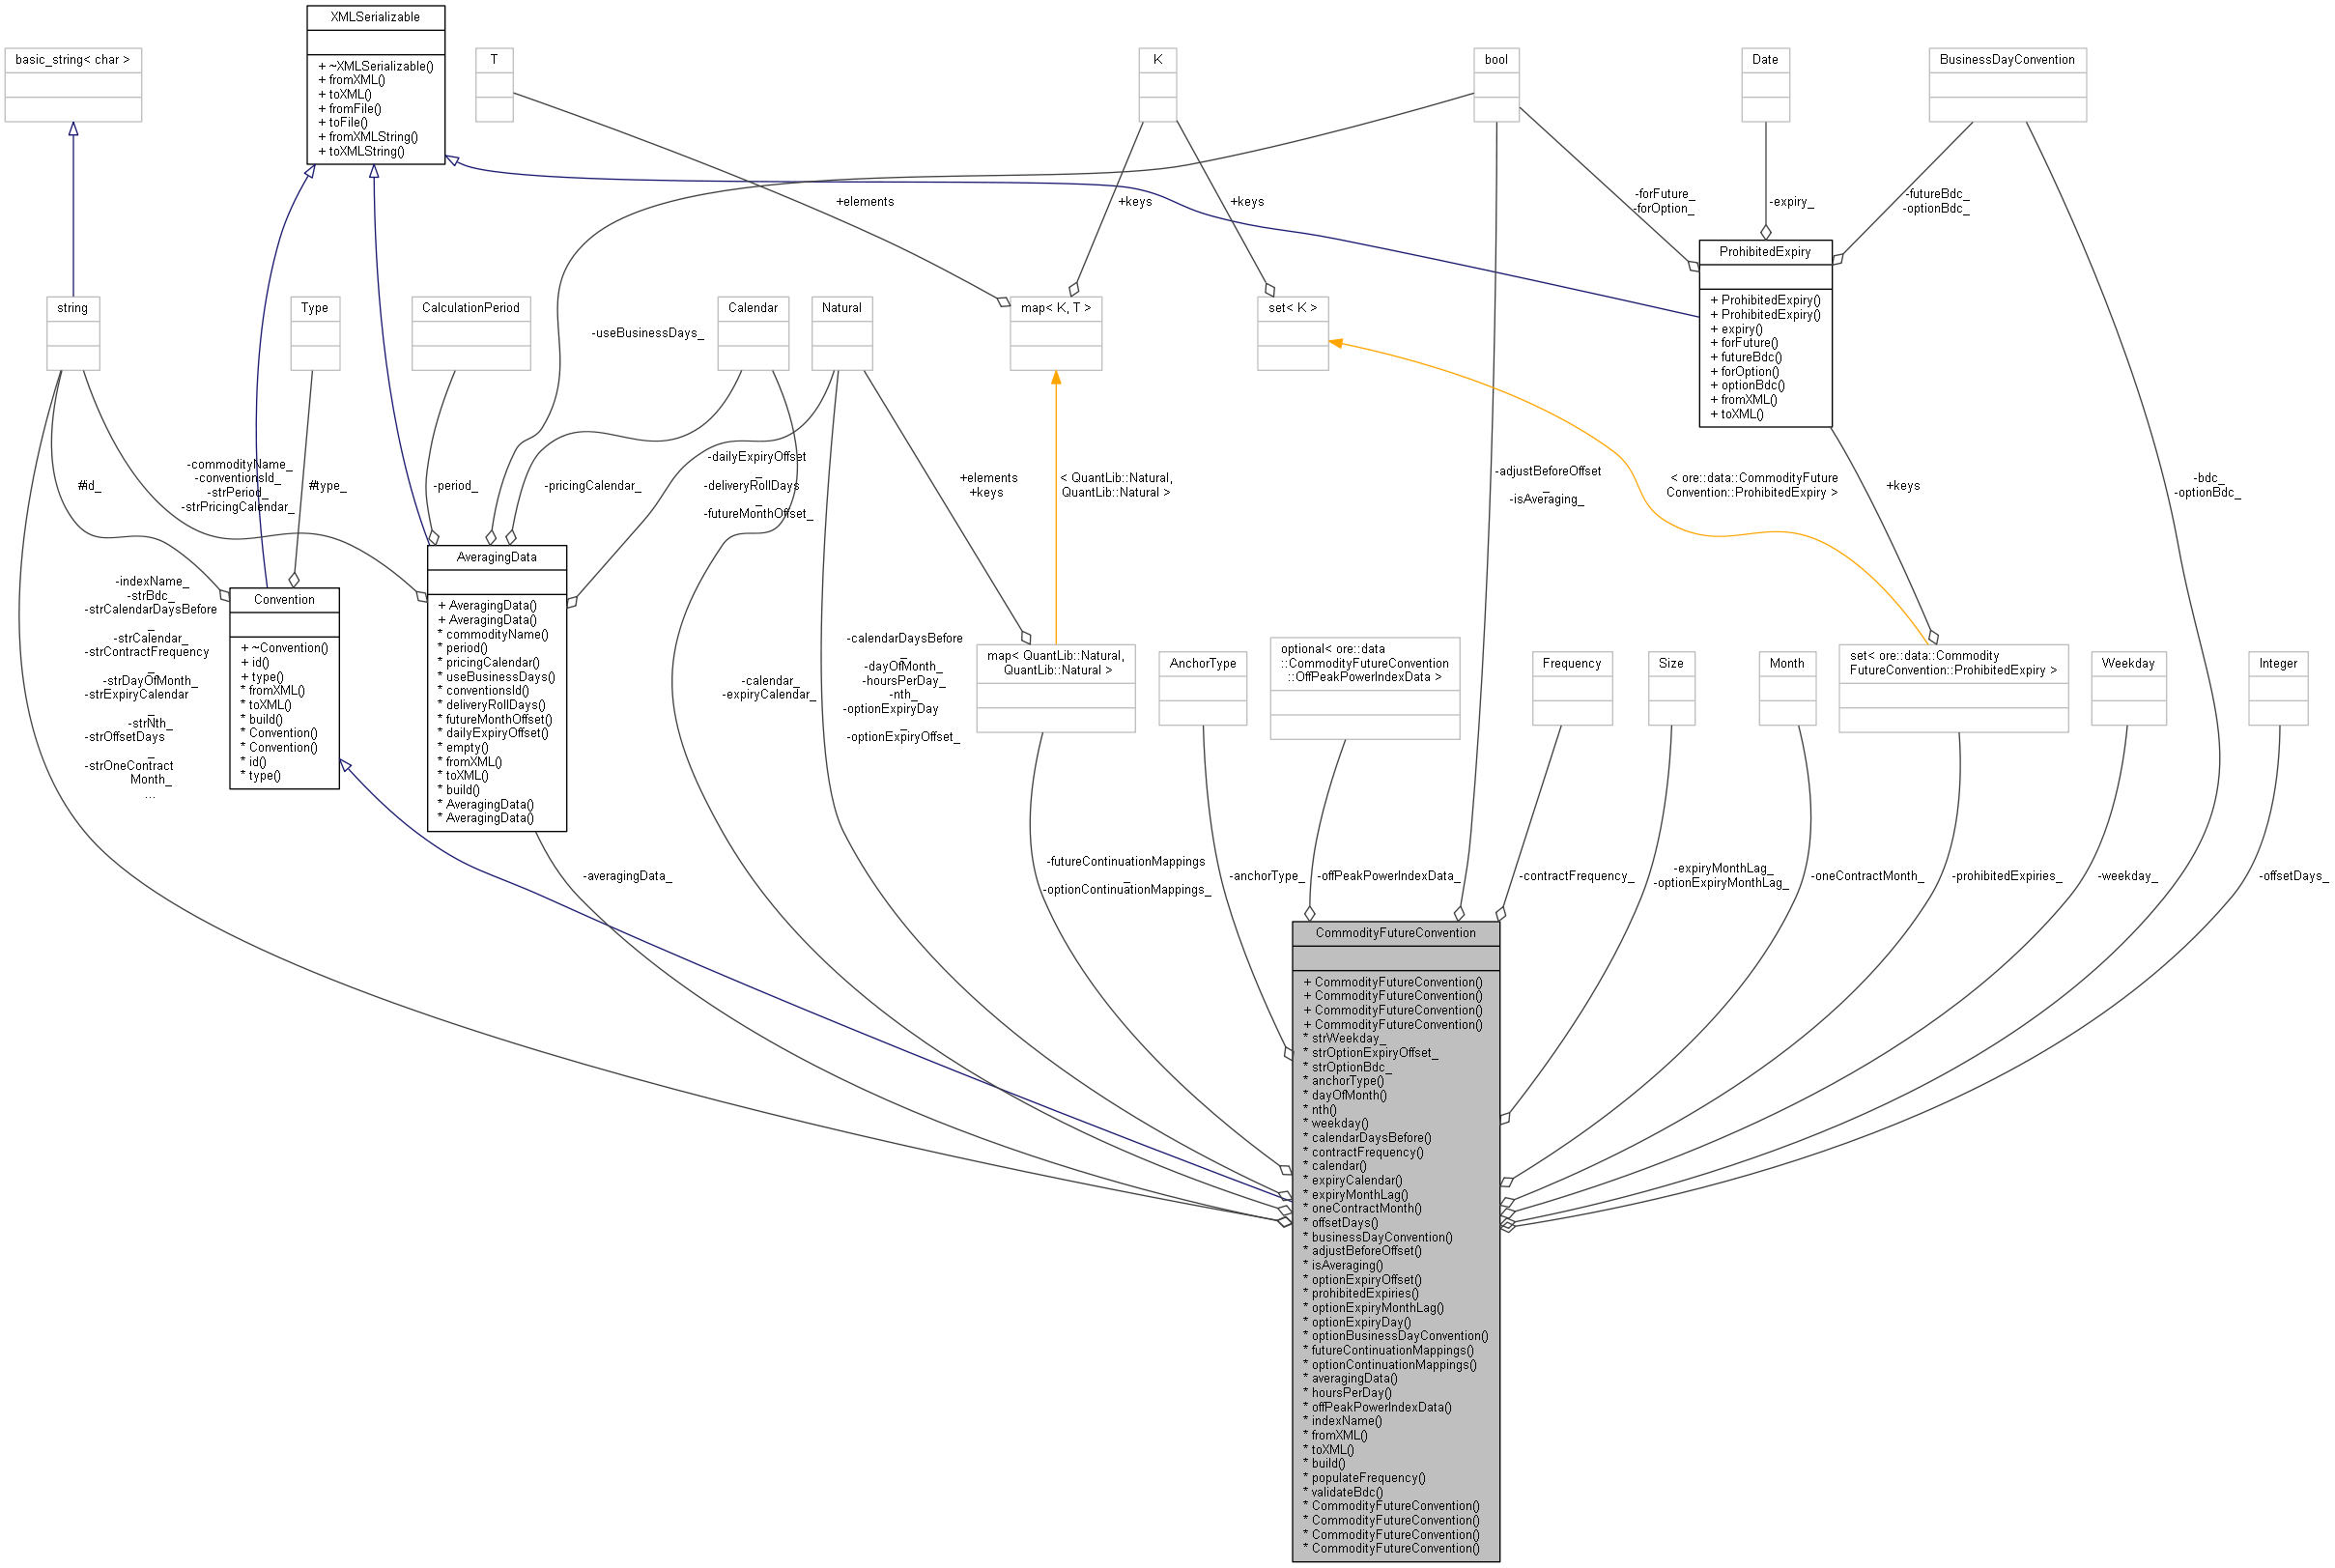 XMLSerializable
+ ~XMLSerializable()
+ fromXML()
+ toXML()
+ fromFile()
+ toFile()
+ fromXMLString()
+ toXMLString()
basic_string< char >
T
K
bool
Date
BusinessDayConvention
+elements
+keys
+keys
-forFuture_
-forOption_
-expiry_
-futureBdc_
-optionBdc_
ProhibitedExpiry
+ ProhibitedExpiry()
+ ProhibitedExpiry()
+ expiry()
+ forFuture()
+ futureBdc()
+ forOption()
+ optionBdc()
+ fromXML()
+ toXML()
string
Type
CalculationPeriod
-useBusinessDays_
Calendar
Natural
map< K, T >
set< K >
-commodityName_
-conventionsId_
-strPeriod_
-strPricingCalendar_
#id_
#type_
-period_
-pricingCalendar_
-dailyExpiryOffset
_
-deliveryRollDays
_
-futureMonthOffset_
+elements
+keys
< QuantLib::Natural,
QuantLib::Natural >
-adjustBeforeOffset
_
-isAveraging_
< ore::data::CommodityFuture
Convention::ProhibitedExpiry >
+keys
-bdc_
-optionBdc_
-indexName_
-strBdc_
-strCalendarDaysBefore
_
-strCalendar_
-strContractFrequency
_
-strDayOfMonth_
-strExpiryCalendar
_
-strNth_
-strOffsetDays
_
-strOneContract
Month_
...
Convention
+ ~Convention()
+ id()
+ type()
* fromXML()
* toXML()
* build()
* Convention()
* Convention()
* id()
* type()
AveragingData
+ AveragingData()
+ AveragingData()
* commodityName()
* period()
* pricingCalendar()
* useBusinessDays()
* conventionsId()
* deliveryRollDays()
* futureMonthOffset()
* dailyExpiryOffset()
* empty()
* fromXML()
* toXML()
* build()
* AveragingData()
* AveragingData()
-calendar_
-expiryCalendar_
-calendarDaysBefore
_
-dayOfMonth_
-hoursPerDay_
-nth_
-optionExpiryDay
_
-optionExpiryOffset_
map< QuantLib::Natural,
QuantLib::Natural >
AnchorType
optional< ore::data
::CommodityFutureConvention
::OffPeakPowerIndexData >
Frequency
Size
Month
set< ore::data::Commodity
FutureConvention::ProhibitedExpiry >
Weekday
Integer
-averagingData_
-futureContinuationMappings
_
-optionContinuationMappings_
-anchorType_
-offPeakPowerIndexData_
-contractFrequency_
-expiryMonthLag_
-optionExpiryMonthLag_
-oneContractMonth_
-prohibitedExpiries_
-weekday_
-offsetDays_
CommodityFutureConvention
+ CommodityFutureConvention()
+ CommodityFutureConvention()
+ CommodityFutureConvention()
+ CommodityFutureConvention()
* strWeekday_
* strOptionExpiryOffset_
* strOptionBdc_
* anchorType()
* dayOfMonth()
* nth()
* weekday()
* calendarDaysBefore()
* contractFrequency()
* calendar()
* expiryCalendar()
* expiryMonthLag()
* oneContractMonth()
* offsetDays()
* businessDayConvention()
* adjustBeforeOffset()
* isAveraging()
* optionExpiryOffset()
* prohibitedExpiries()
* optionExpiryMonthLag()
* optionExpiryDay()
* optionBusinessDayConvention()
* futureContinuationMappings()
* optionContinuationMappings()
* averagingData()
* hoursPerDay()
* offPeakPowerIndexData()
* indexName()
* fromXML()
* toXML()
* build()
* populateFrequency()
* validateBdc()
* CommodityFutureConvention()
* CommodityFutureConvention()
* CommodityFutureConvention()
* CommodityFutureConvention()